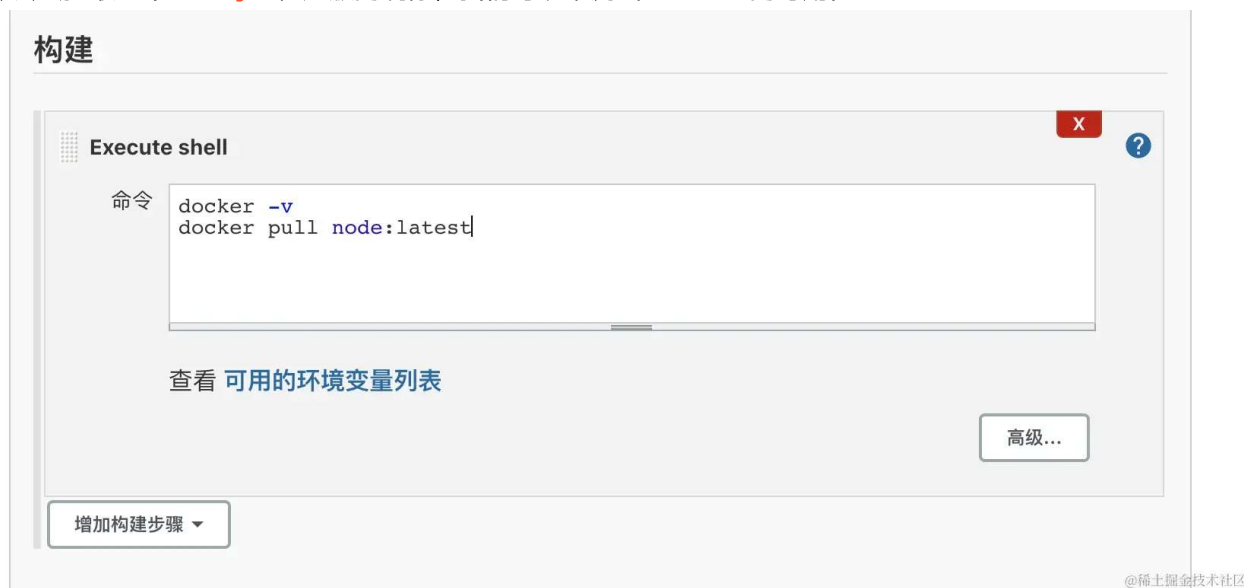 构建
X
Execute shell
?
命令
docker -v
docker pull node:latest
查看 可用的环境变量列表
高级...
增加构建步骤
@稀土掘金技术社区